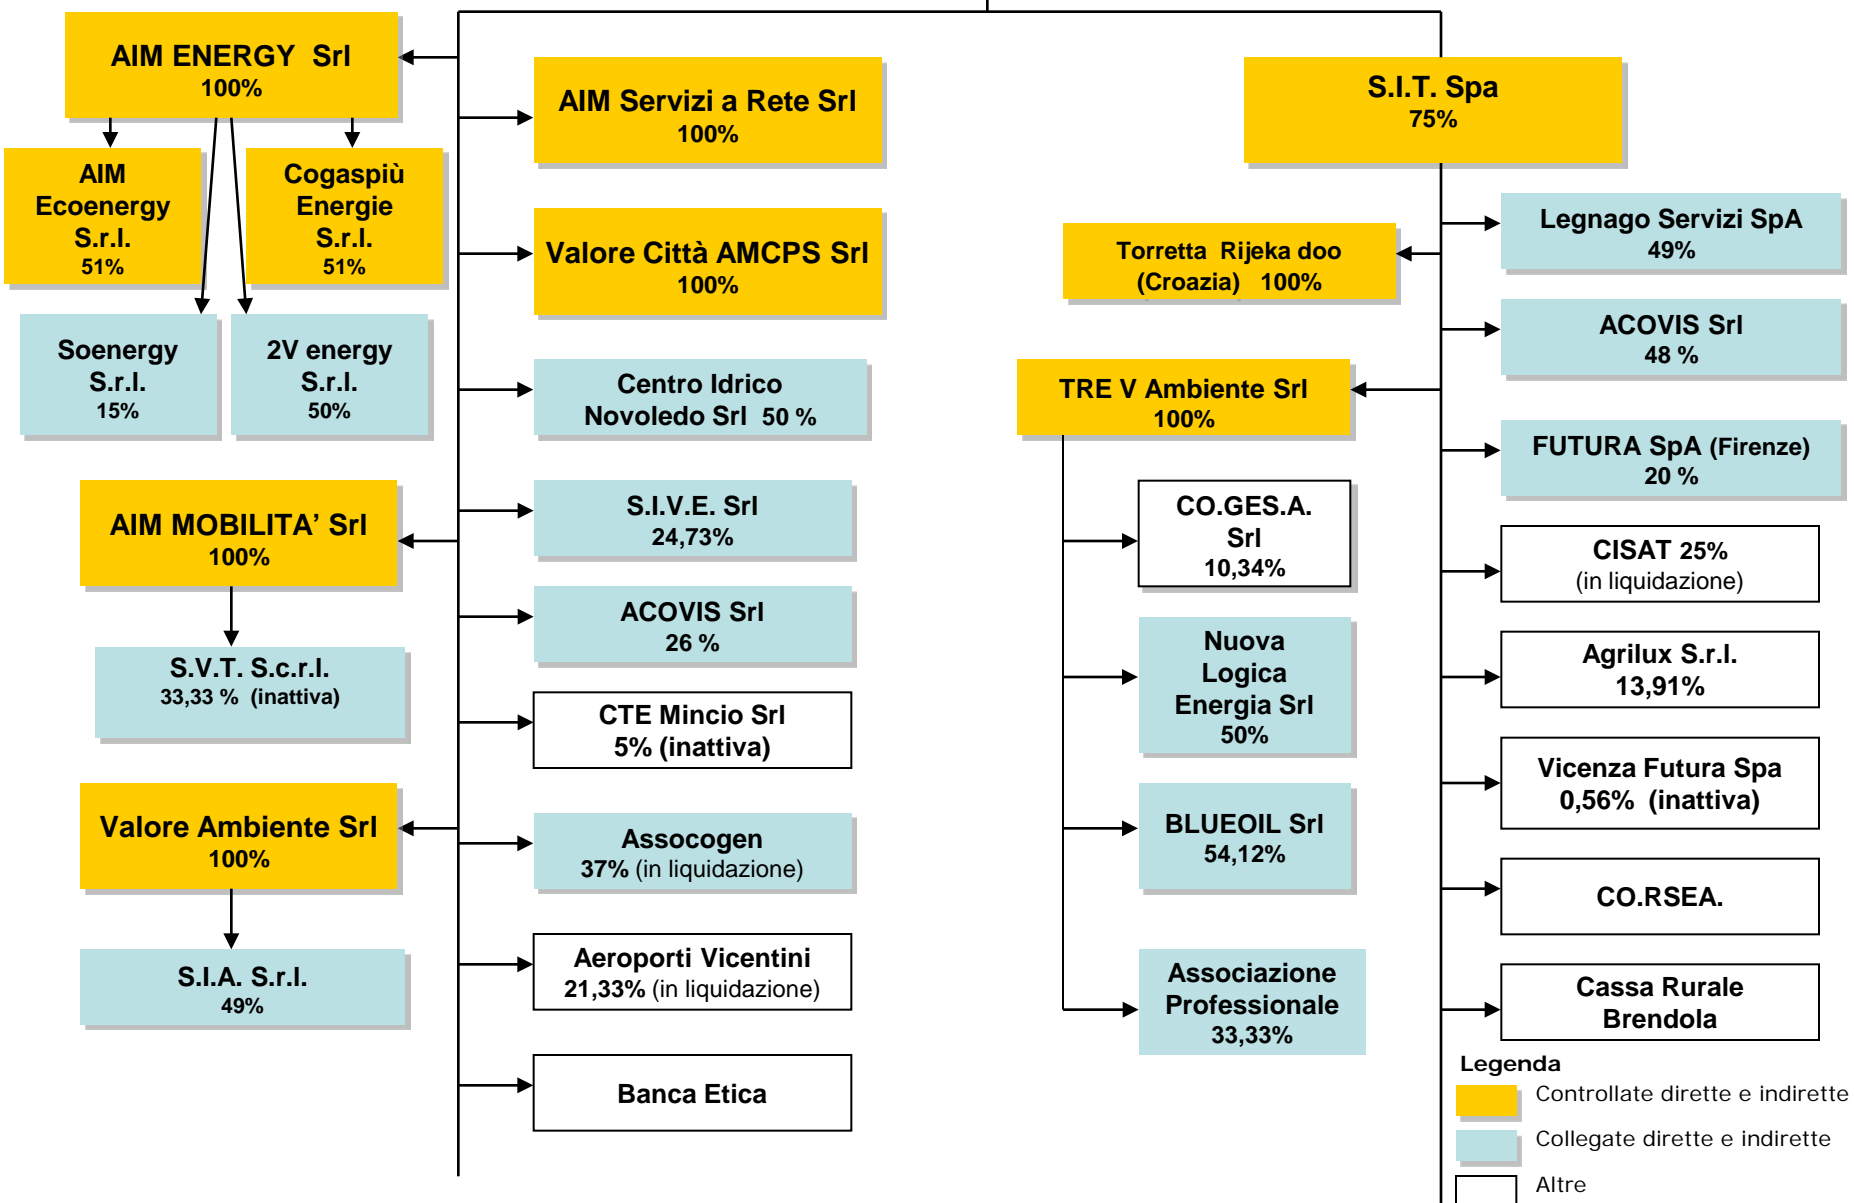 AIM ENERGY Srl
100%
AIM
Ecoenergy
S.r.l.
51%
Cogaspiù
Energie
S.r.l.
51%
Soenergy
S.r.l.
15%
2V energy
S.r.l.
50%
AIM MOBILITA’ Srl
100%
S.V.T. S.c.r.l.
33,33 % (inattiva)
Valore Ambiente Srl
100%
S.I.A. S.r.l.
49%
AIM Servizi a Rete Srl
100%
Valore Città AMCPS Srl
100%
Centro Idrico
Novoledo Srl 50 %
S.I.V.E. Srl
24,73%
ACOVIS Srl
26 %
CTE Mincio Srl
5% (inattiva)
Assocogen
37% (in liquidazione)
Aeroporti Vicentini
21,33% (in liquidazione)
Banca Etica
S.I.T. Spa
75%
Torretta Rijeka doo
(Croazia) 100%
TRE V Ambiente Srl
100%
CO.GES.A.
Srl
10,34%
Nuova
Logica
Energia Srl
50%
BLUEOIL Srl
54,12%
Associazione
Professionale
33,33%
Legnago Servizi SpA
49%
ACOVIS Srl
48 %
FUTURA SpA (Firenze)
20 %
CISAT 25%
(in liquidazione)
Agrilux S.r.l.
13,91%
Vicenza Futura Spa
0,56% (inattiva)
CO.RSEA.
Cassa Rurale
Brendola
Legenda
Controllate dirette e indirette
Collegate dirette e indirette
Altre